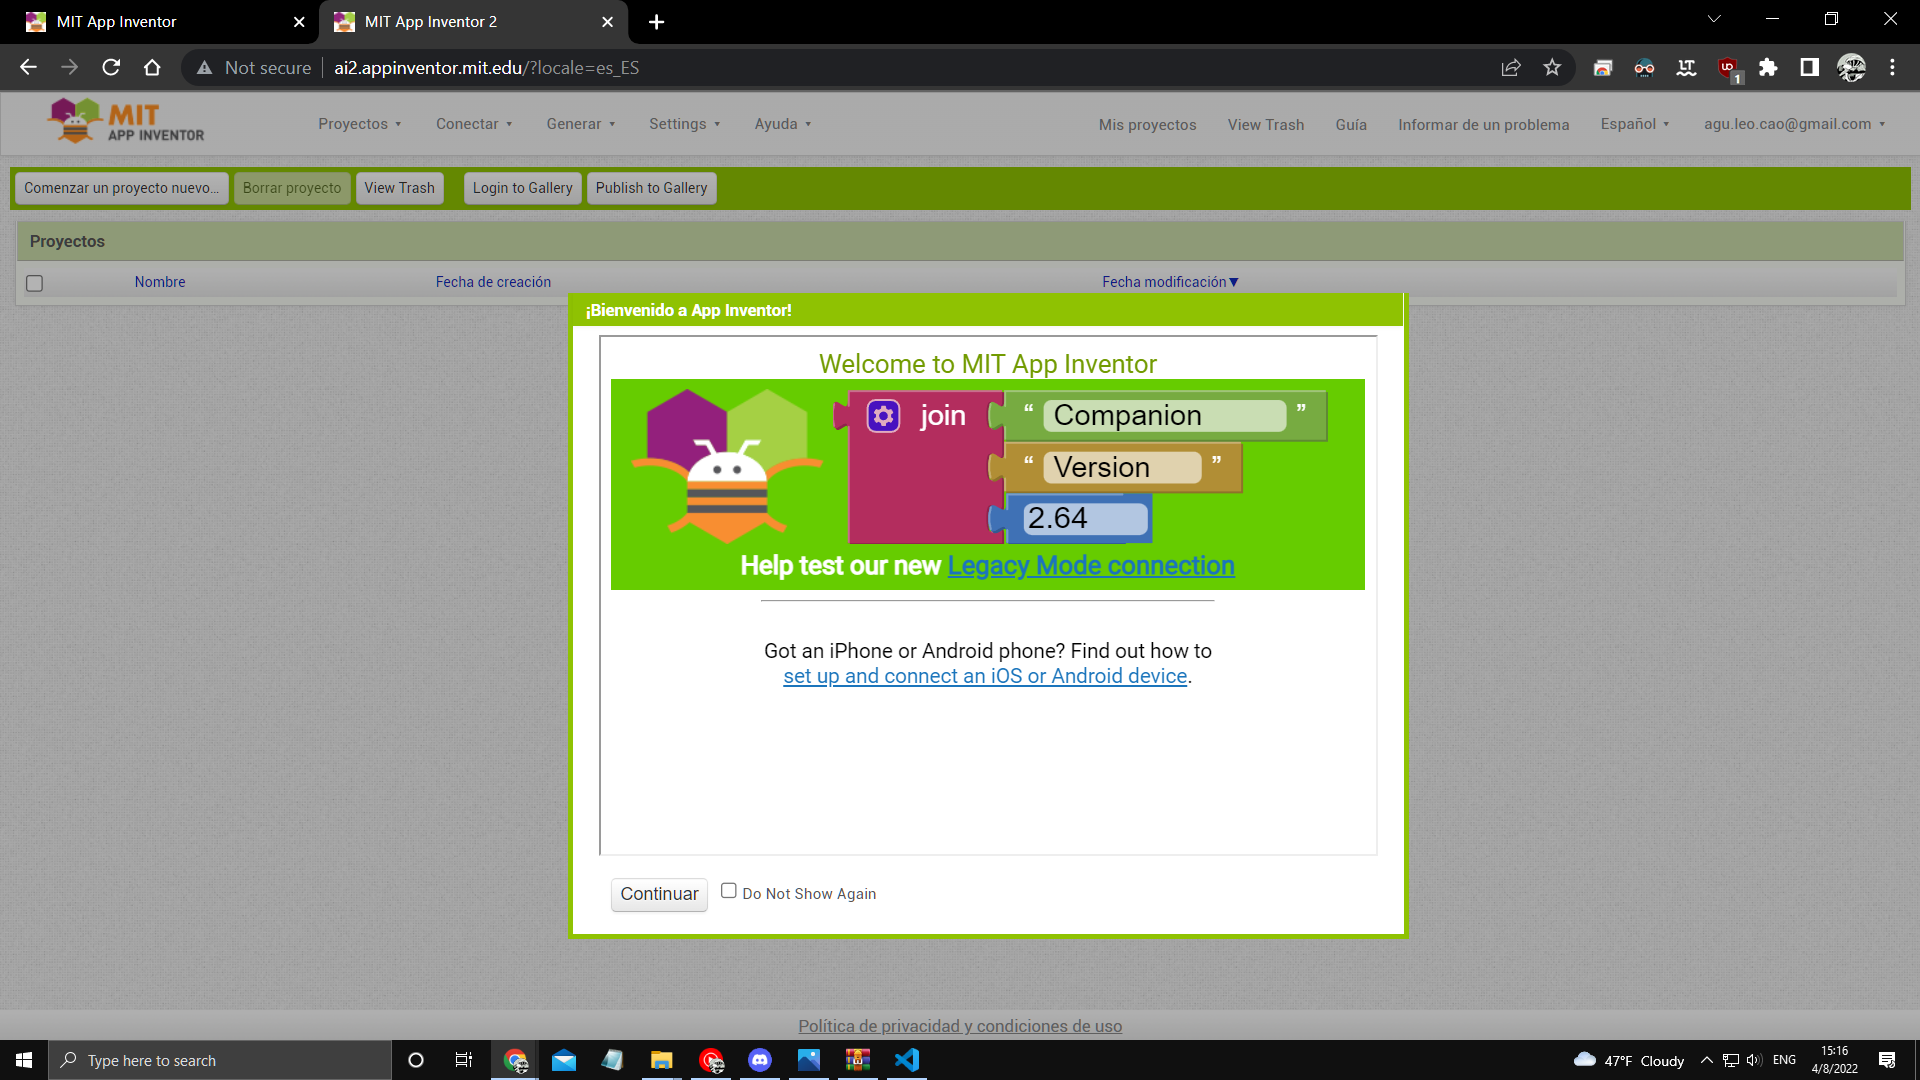 MIT App Inventor
MIT App Inventor 2
Not secure
ai2.appinventor.mit.edu/?locale=es_ES
1
MIT
APP INVENTOR
Proyectos
Conectar
Generar
Settings
Ayuda
Mis proyectos
View Trash
Guía
Informar de un problema
Español
agu.leo.cao@gmail.com
Comenzar un proyecto nuevo...
Borrar proyecto
View Trash
Login to Gallery
Publish to Gallery
Proyectos
Nombre
Fecha de creación
Fecha modificación▼
¡Bienvenido a App Inventor!
Welcome to MIT App Inventor
join
“ Companion ”
“ Version ”
2.64
Help test our new Legacy Mode connection
Got an iPhone or Android phone? Find out how to
set up and connect an iOS or Android device.
Continuar
Do Not Show Again
Política de privacidad y condiciones de uso
Type here to search
47°F Cloudy
ENG
15:16
4/8/2022